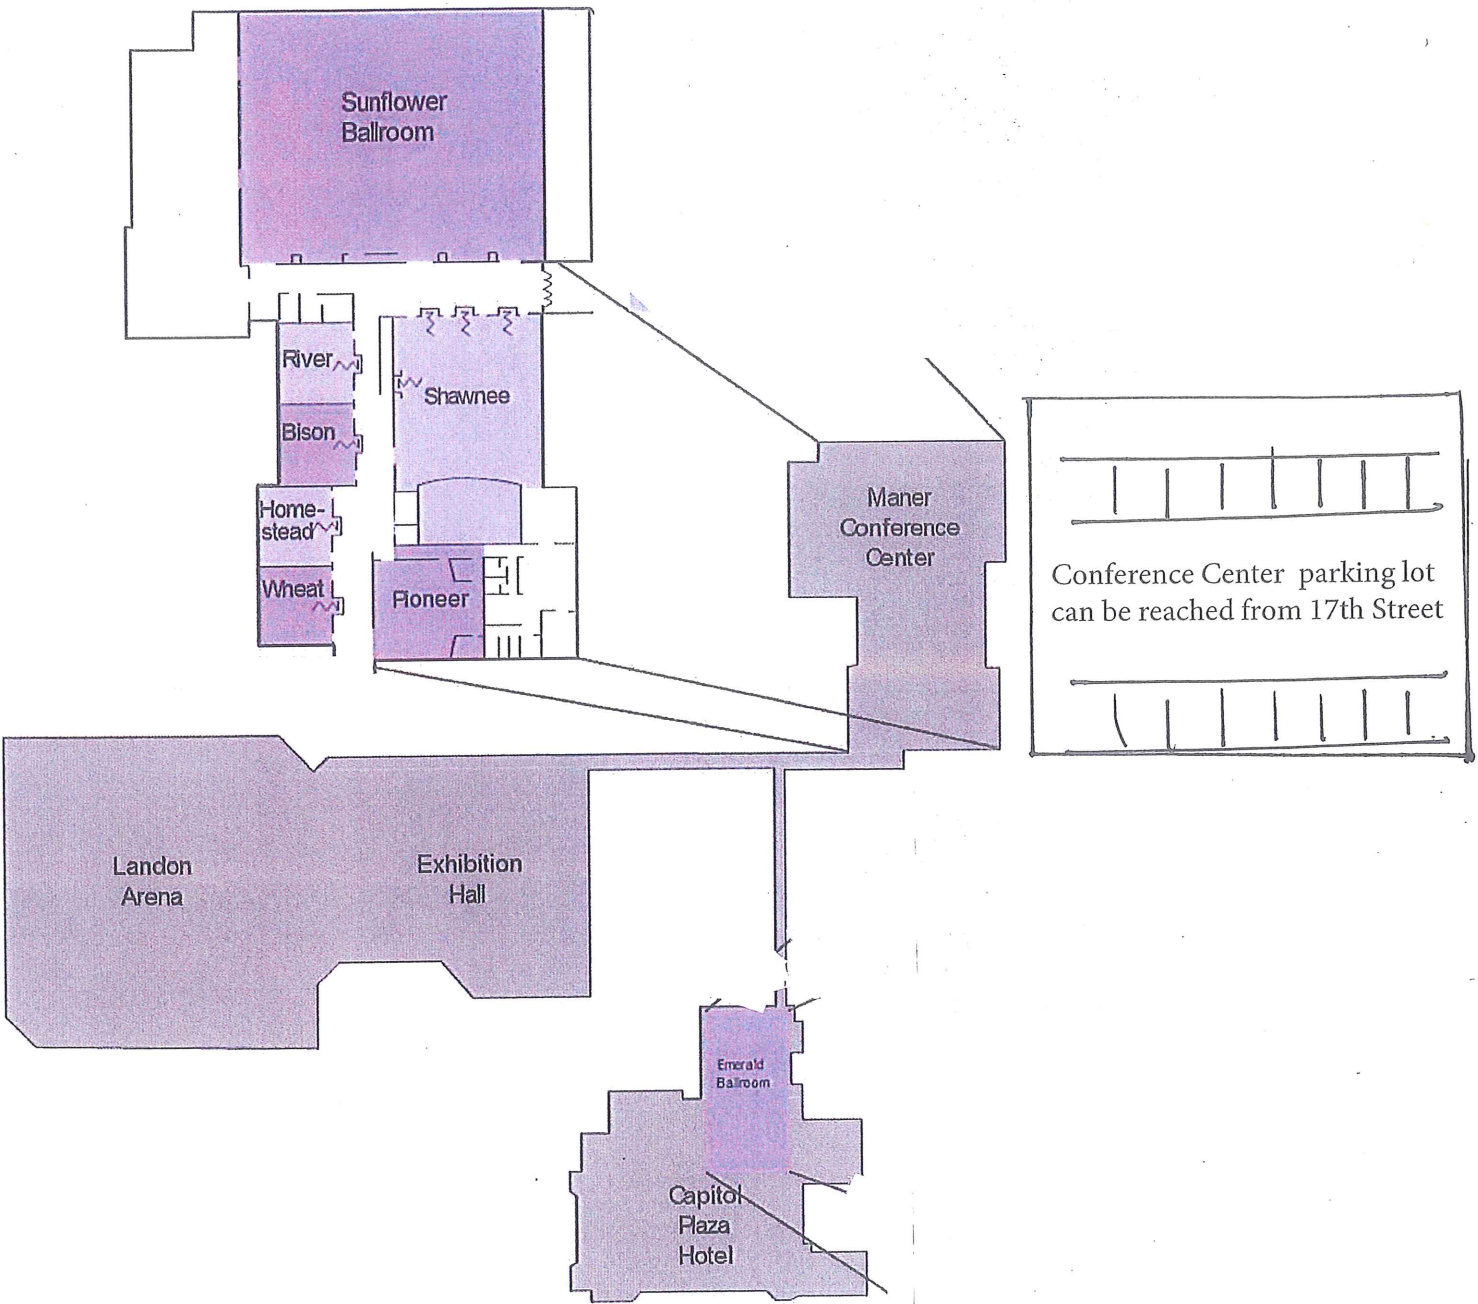 Sunflower
Ballroom
River
Shawnee
Bison
Home-
stead
Wheat
Pioneer
Maner
Conference
Center
Conference Center parking lot
can be reached from 17th Street
Landon
Arena
Exhibition
Hall
Emerald
Ballroom
Capitol
Plaza
Hotel